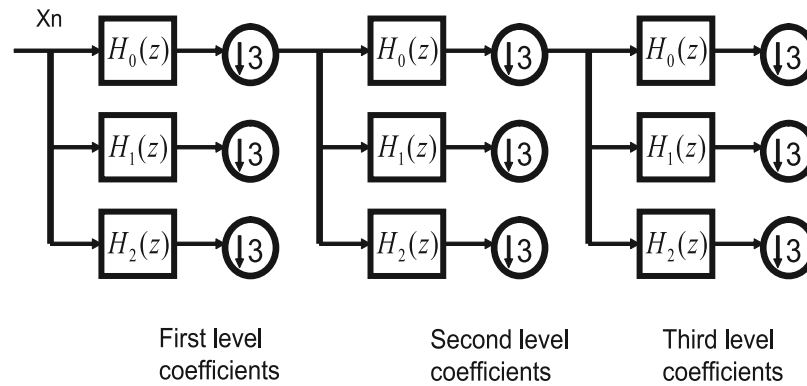 Xn
H₀(z) ↓3 H₀(z) ↓3 H₀(z) ↓3
H₁(z) ↓3 H₁(z) ↓3 H₁(z) ↓3
H₂(z) ↓3 H₂(z) ↓3 H₂(z) ↓3
First level Second level Third level
coefficients coefficients coefficients